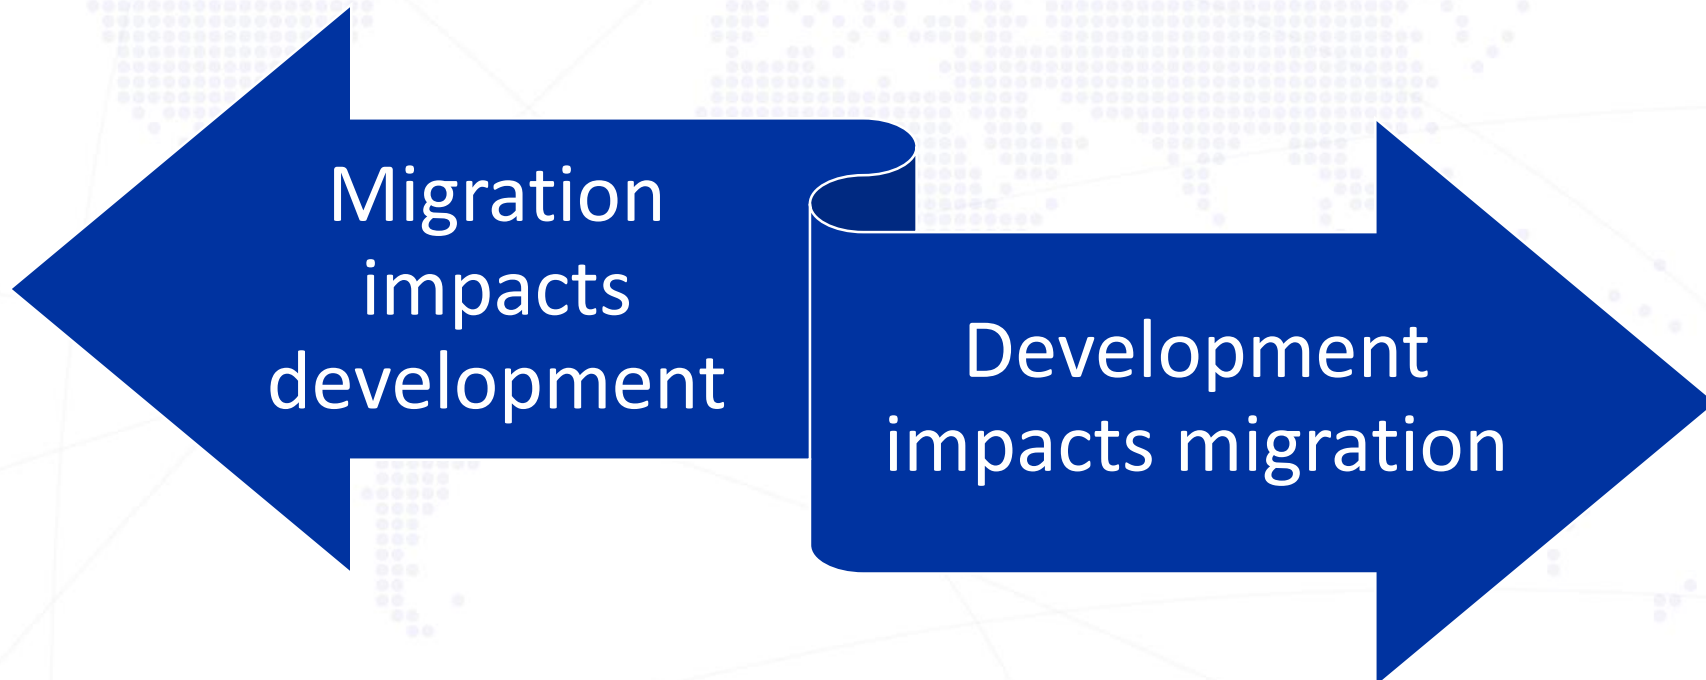 Migration
impacts
development
Development
impacts migration